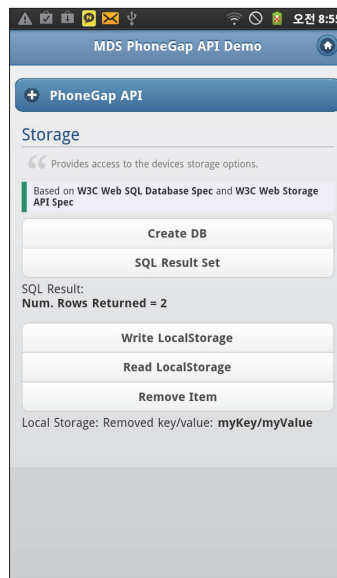 오전 8:55
MDS PhoneGap API Demo
PhoneGap API
Storage
Provides access to the devices storage options.
Based on W3C Web SQL Database Spec and W3C Web Storage
API Spec
Create DB
SQL Result Set
SQL Result:
Num. Rows Returned = 2
Write LocalStorage
Read LocalStorage
Remove Item
Local Storage: Removed key/value: myKey/myValue